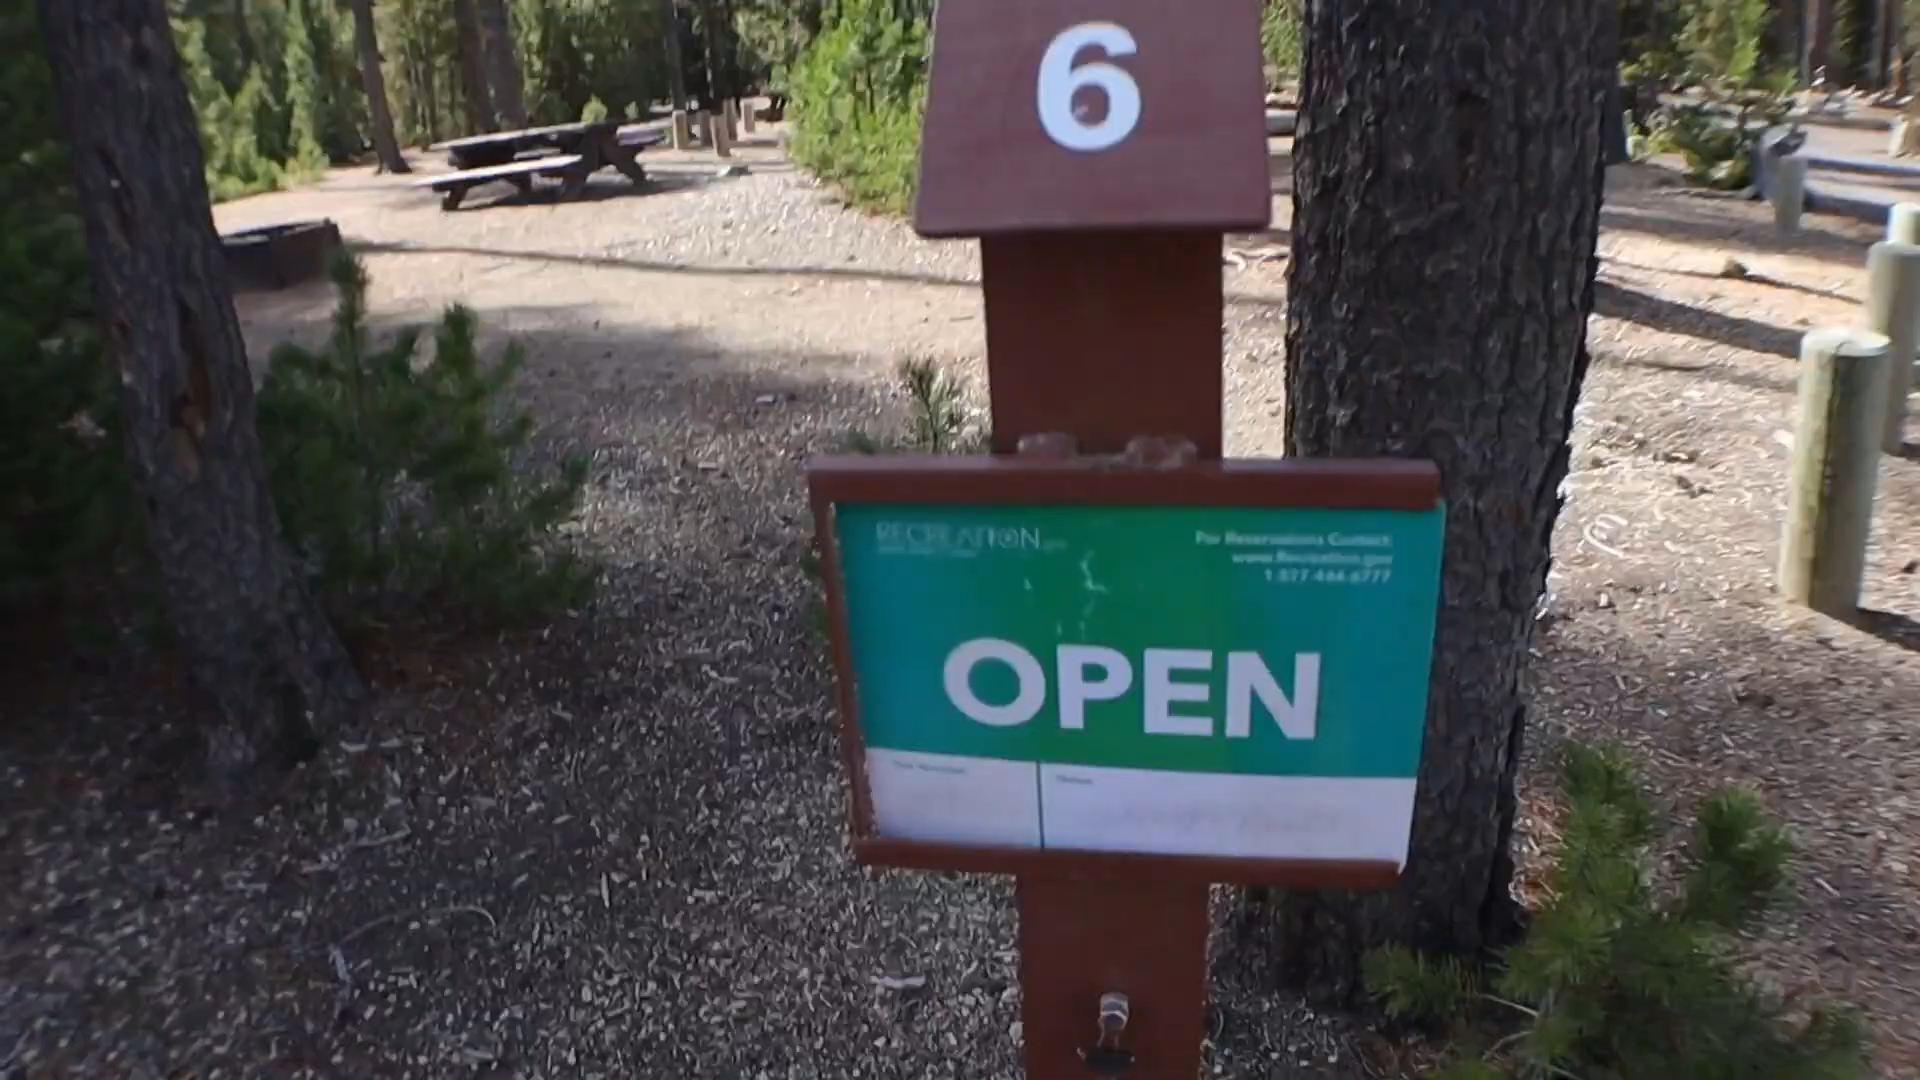 6
RECREATION
For Reservations Contact:
www.Recreation.gov
1 877-444-6777
OPEN